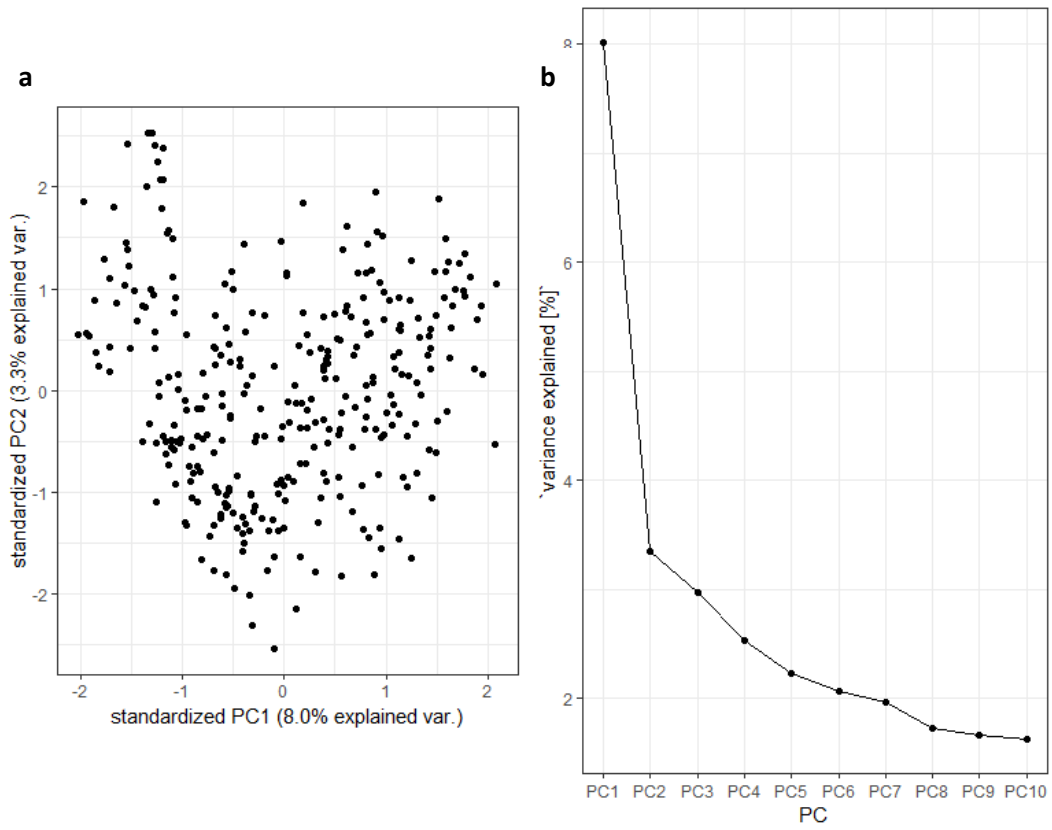 a
standardized PC2 (3.3% explained var.)
2
1
0
-1
-2
-2 -1 0 1 2
standardized PC1 (8.0% explained var.)
b
`variance explained [%]`
8
6
4
2
PC1 PC2 PC3 PC4 PC5 PC6 PC7 PC8 PC9 PC10
PC